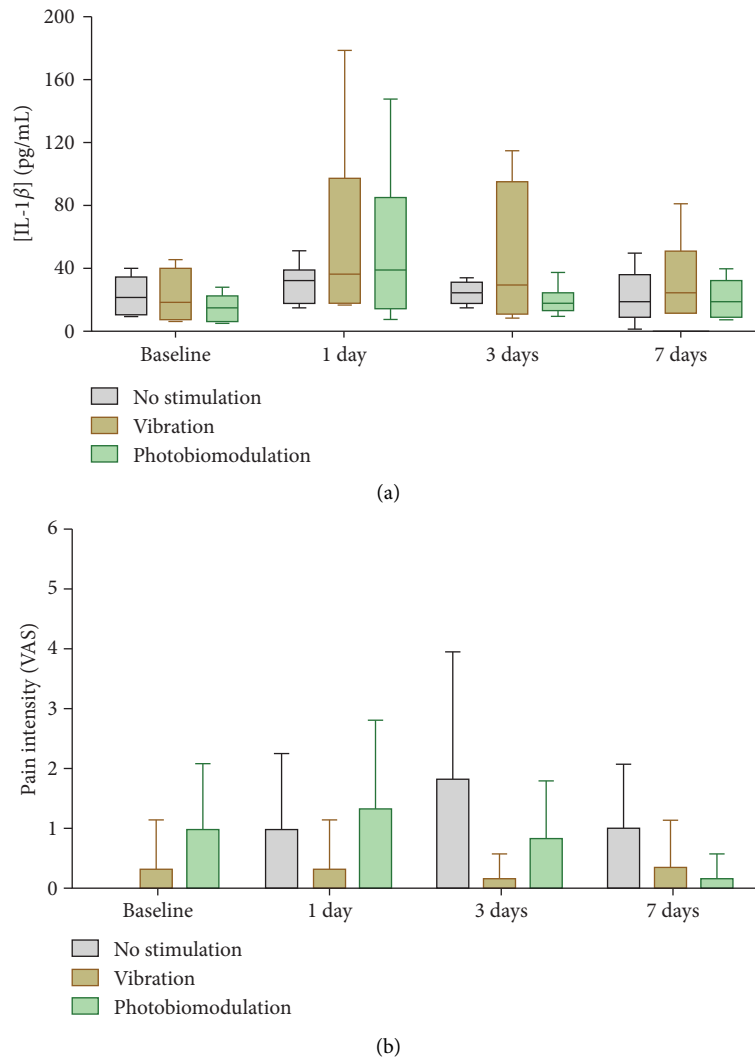 200
160
120
80
40
0
[IL-1β] (pg/mL)
Baseline
1 day
3 days
7 days
No stimulation
Vibration
Photobiomodulation
(a)
6
5
4
3
2
1
0
Pain intensity (VAS)
Baseline
1 day
3 days
7 days
No stimulation
Vibration
Photobiomodulation
(b)